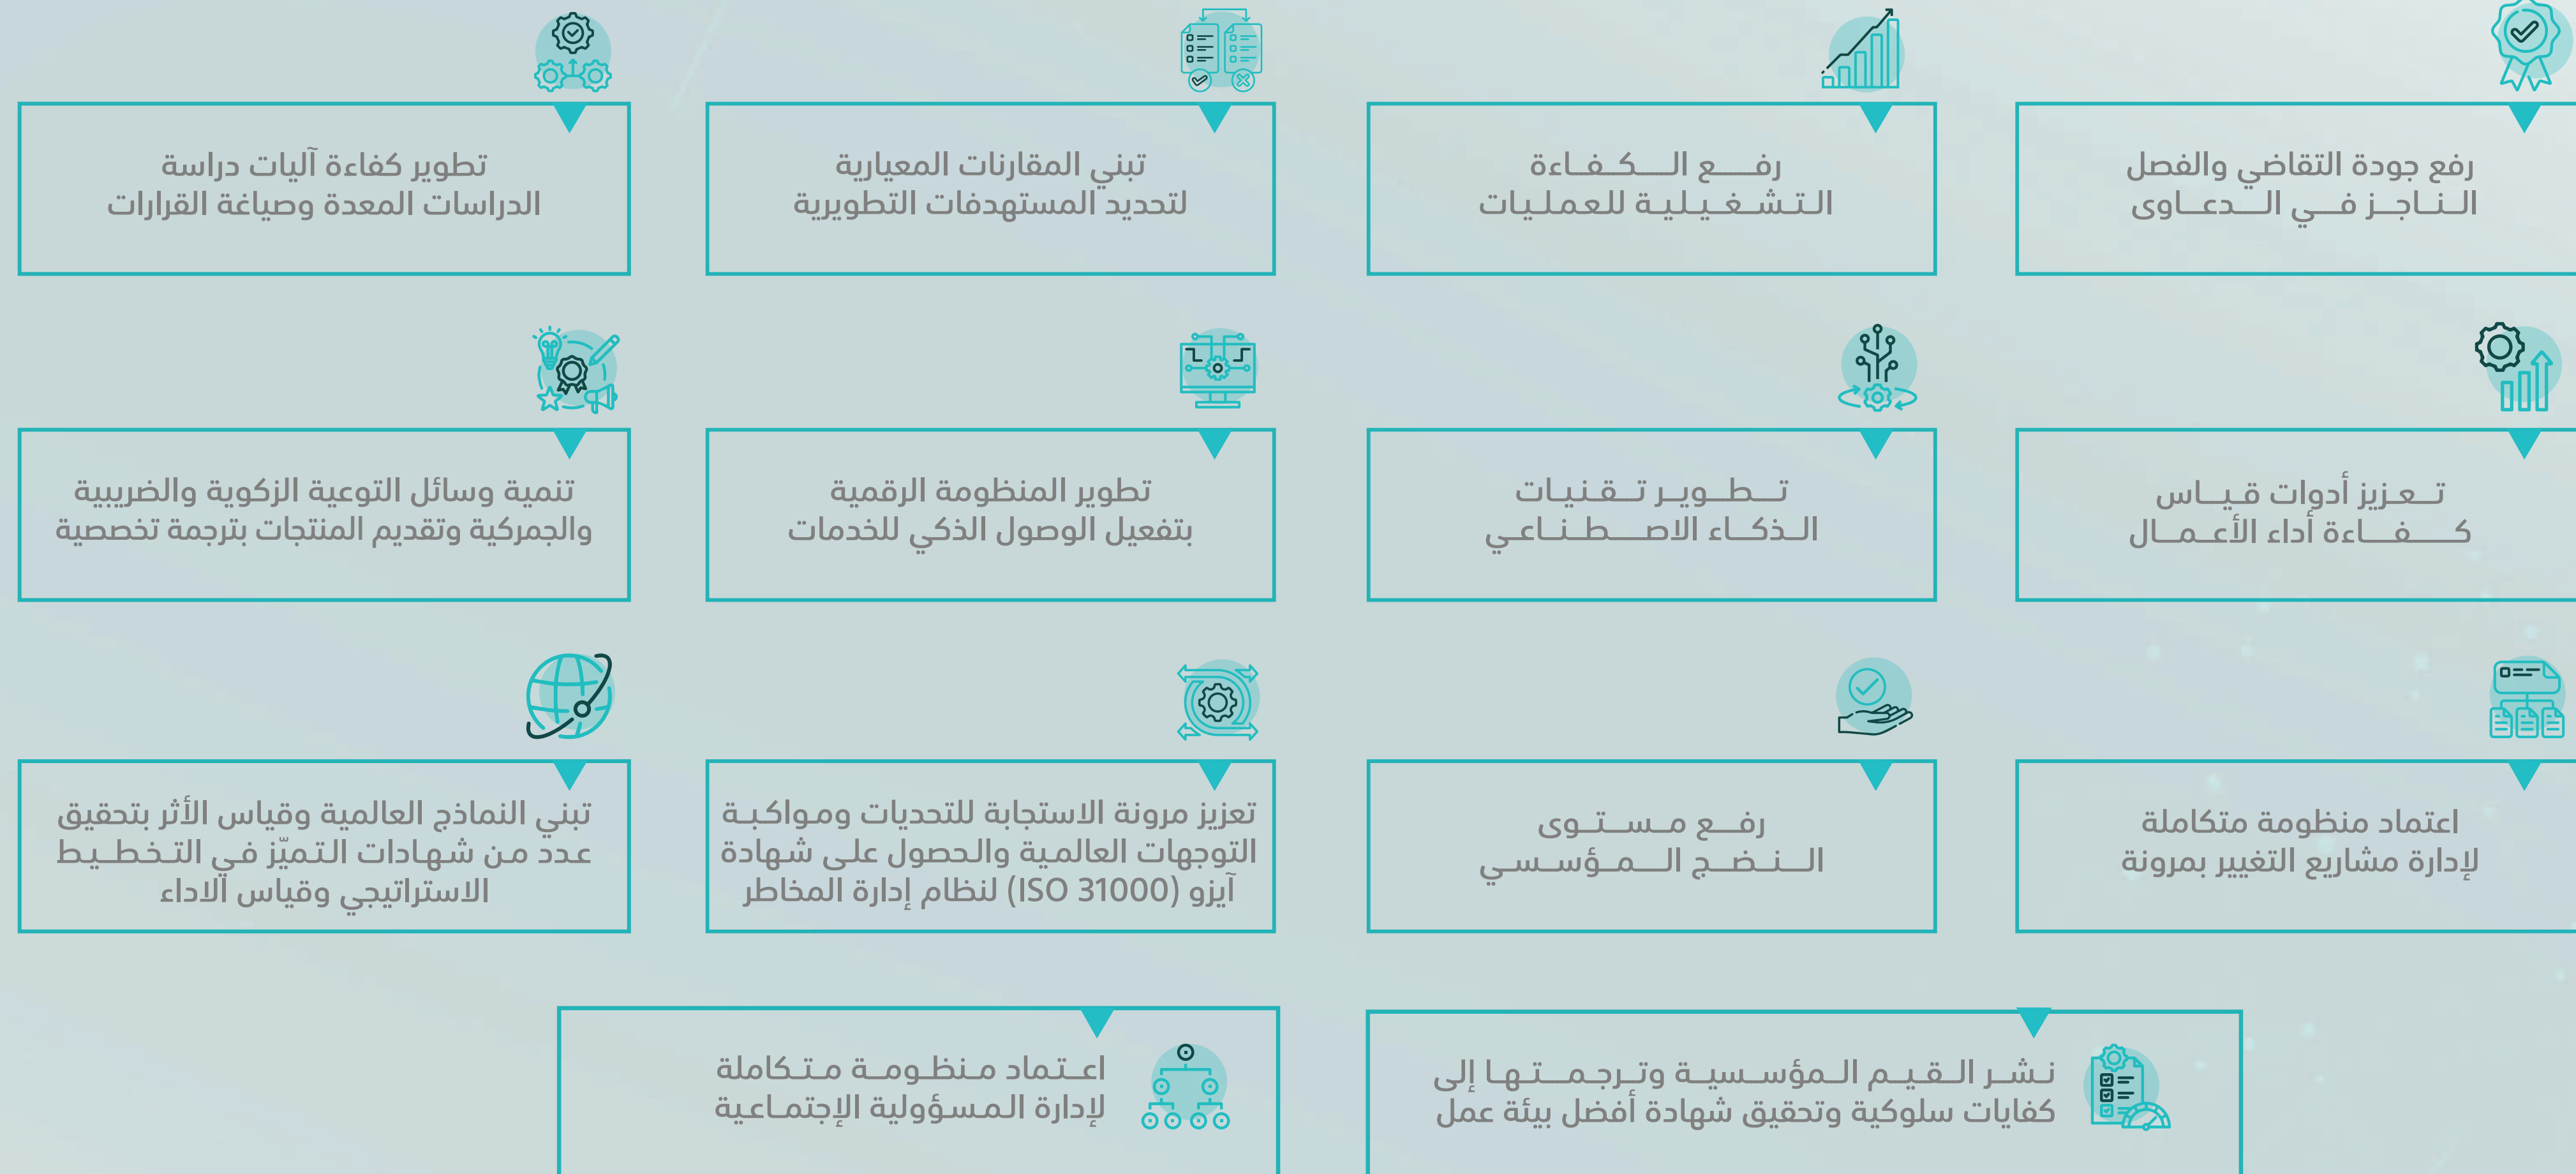 رفع جودة التقاضي والفصل
الناجز في الدعاوى
رفع الكفاءة
التشغيلية للعمليات
تبني المقارنات المعيارية
لتحديد المستهدفات التطويرية
تطوير كفاءة آليات دراسة
الدراسات المعدة وصياغة القرارات
تعزيز أدوات قياس
كفاءة أداء الأعمال
تطوير تقنيات
الذكاء الاصطناعي
تطوير المنظومة الرقمية
بتفعيل الوصول الذكي للخدمات
تنمية وسائل التوعية الزكوية والضريبية
والجمركية وتقديم المنتجات بترجمة تخصصية
اعتماد منظومة متكاملة
لإدارة مشاريع التغيير بمرونة
رفع مستوى
النضج المؤسسي
تعزيز مرونة الاستجابة للتحديات ومواكبة
التوجهات العالمية والحصول على شهادة
آيزو (ISO 31000) لنظام إدارة المخاطر
تبني النماذج العالمية وقياس الأثر بتحقيق
عدد من شهادات التميّز في التخطيط
الاستراتيجي وقياس الاداء
نشر القيم المؤسسية وترجمتها إلى
كفايات سلوكية وتحقيق شهادة أفضل بيئة عمل
اعتماد منظومة متكاملة
لإدارة المسؤولية الإجتماعية